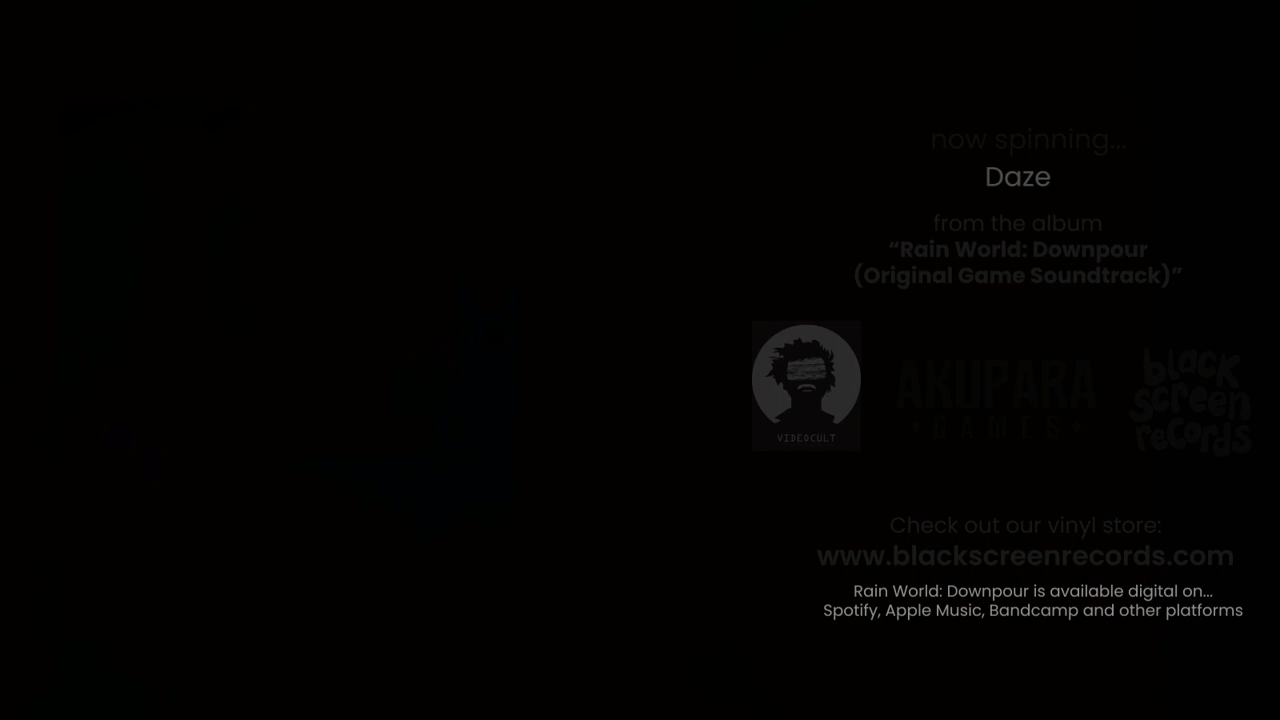 now spinning...
Daze
from the album
“Rain World: Downpour
(Original Game Soundtrack)”
VIDEOCULT
AKUPARA
• GAMES •
black
screen
records
Check out our vinyl store:
www.blackscreenrecords.com
Rain World: Downpour is available digital on...
Spotify, Apple Music, Bandcamp and other platforms